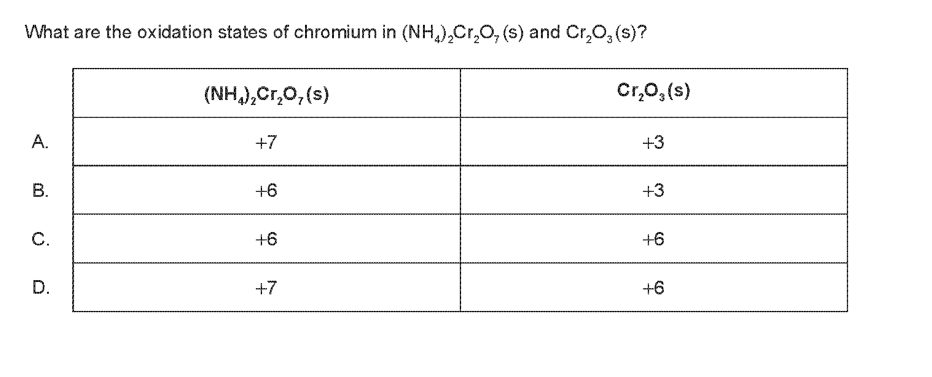 What are the oxidation states of chromium in (NH₄)₂Cr₂O₇(s) and Cr₂O₃(s)?
(NH₄)₂Cr₂O₇(s) Cr₂O₃(s)
A. +7 +3
B. +6 +3
C. +6 +6
D. +7 +6